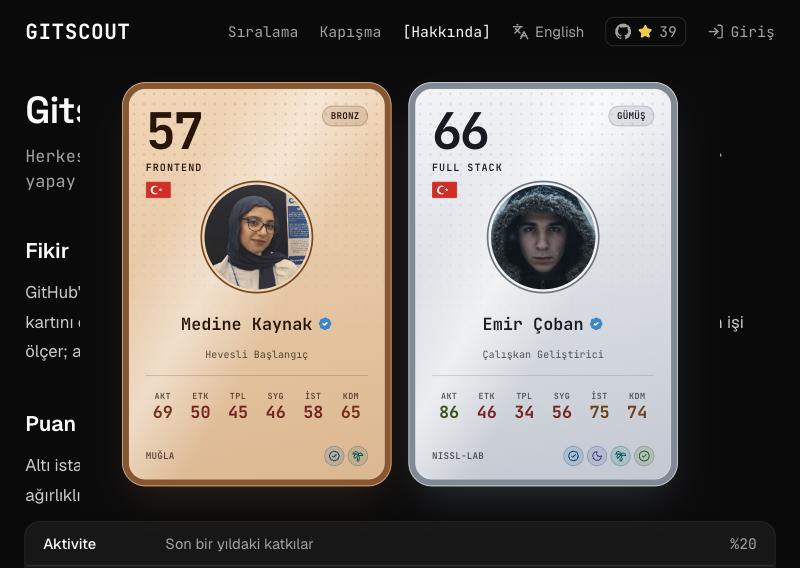 GITSCOUT
Sıralama
Kapışma
[Hakkında]
English
39
Giriş
57
FRONTEND
BRONZ
Medine Kaynak
Hevesli Başlangıç
AKT ETK TPL SYG İST KDM
69 50 45 46 58 65
MUĞLA
66
FULL STACK
GÜMÜŞ
Emir Çoban
Çalışkan Geliştirici
AKT ETK TPL SYG İST KDM
86 46 34 56 75 74
NISSL-LAB
yapay
Fikir
GitHub'
kartını
işi
ölçer; a
Puan
Altı ista
ağırlıklı
Aktivite
Son bir yıldaki katkılar
%20